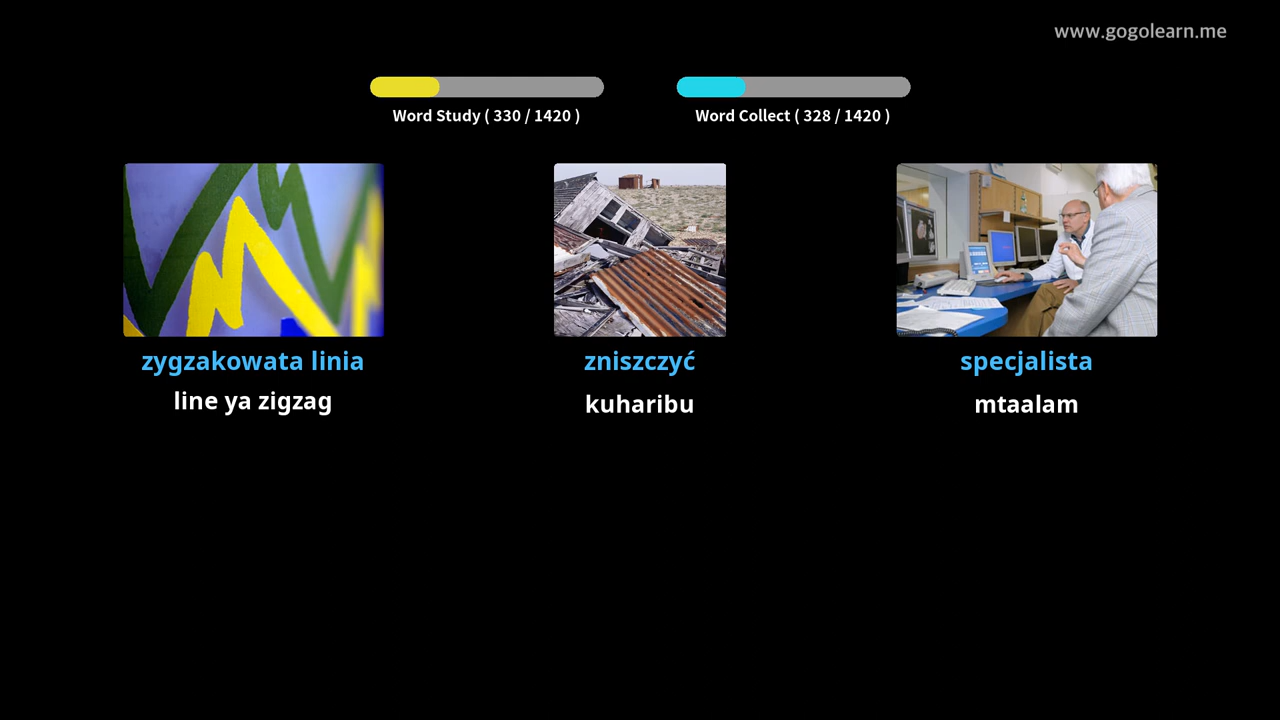 www.gogolearn.me
Word Study ( 330 / 1420 )
Word Collect ( 328 / 1420 )
zygzakowata linia
zniszczyć
specjalista
line ya zigzag
kuharibu
mtaalam